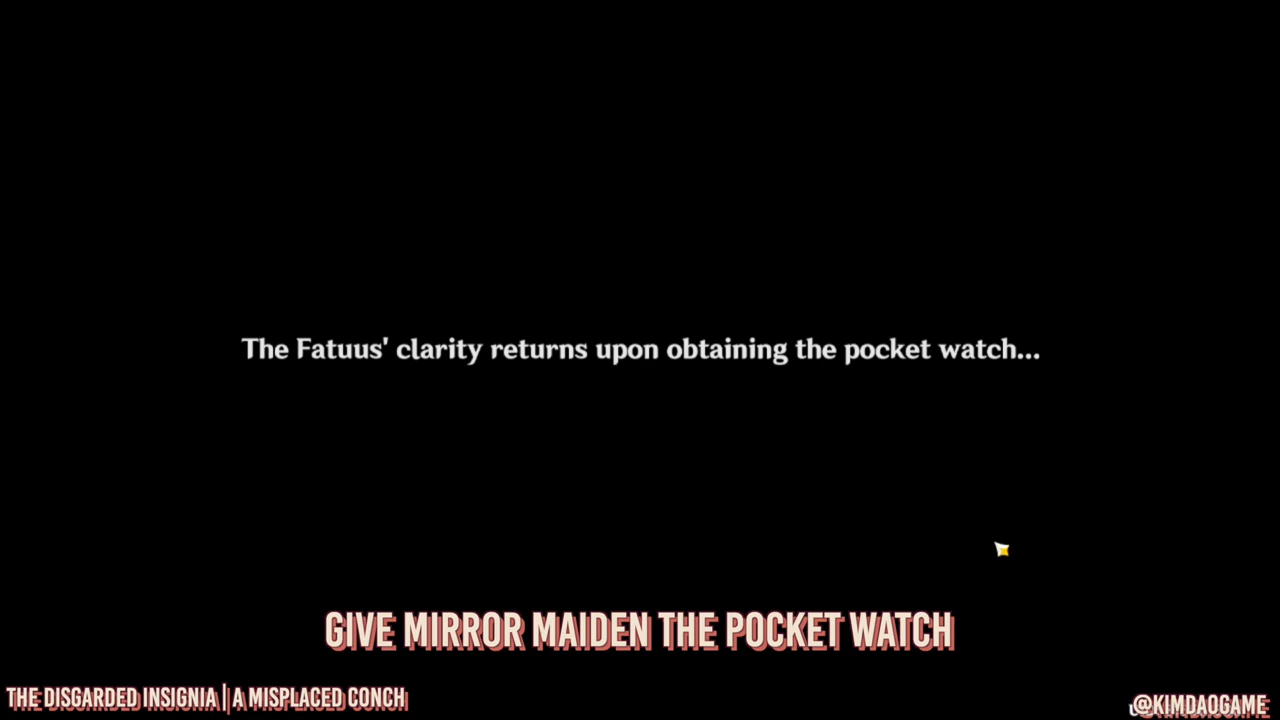 The Fatuus' clarity returns upon obtaining the pocket watch...
GIVE MIRROR MAIDEN THE POCKET WATCH
THE DISGARDED INSIGNIA | A MISPLACED CONCH
@KIMDAOGAME